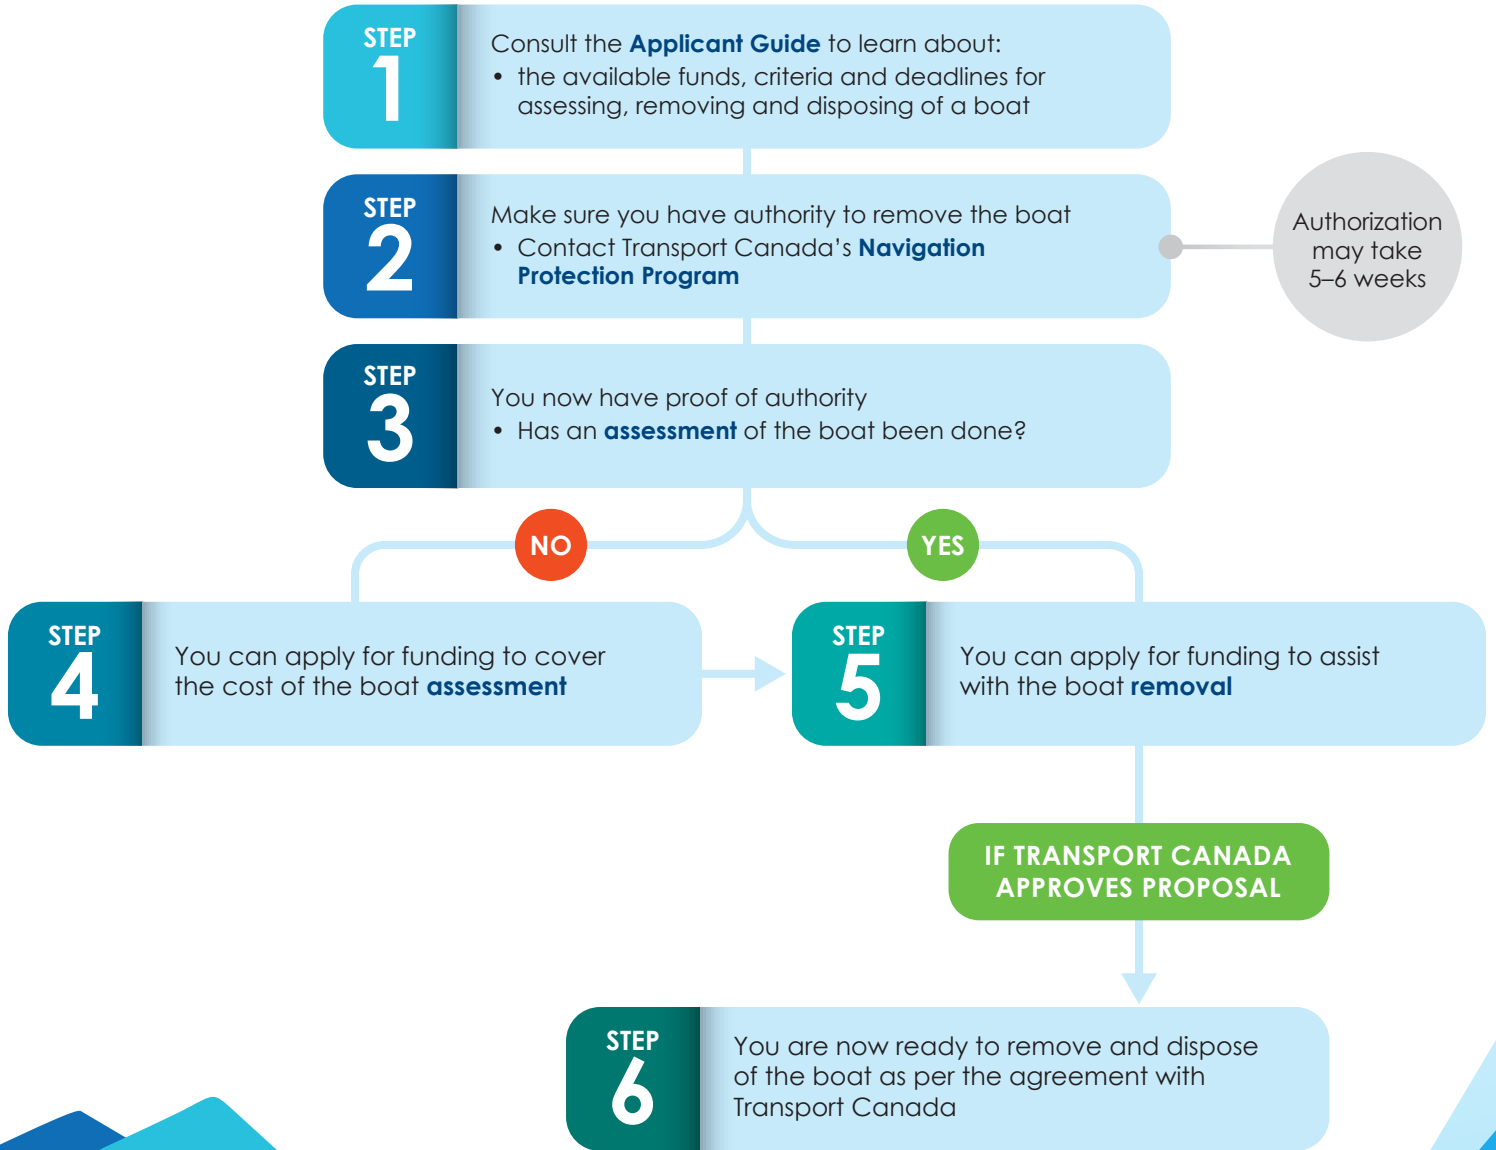 STEP
1
Consult the Applicant Guide to learn about:
• the available funds, criteria and deadlines for
assessing, removing and disposing of a boat
STEP
2
Make sure you have authority to remove the boat
• Contact Transport Canada’s Navigation
Protection Program
Authorization
may take
5–6 weeks
STEP
3
You now have proof of authority
• Has an assessment of the boat been done?
NO
YES
STEP
4
You can apply for funding to cover
the cost of the boat assessment
STEP
5
You can apply for funding to assist
with the boat removal
IF TRANSPORT CANADA
APPROVES PROPOSAL
STEP
6
You are now ready to remove and dispose
of the boat as per the agreement with
Transport Canada